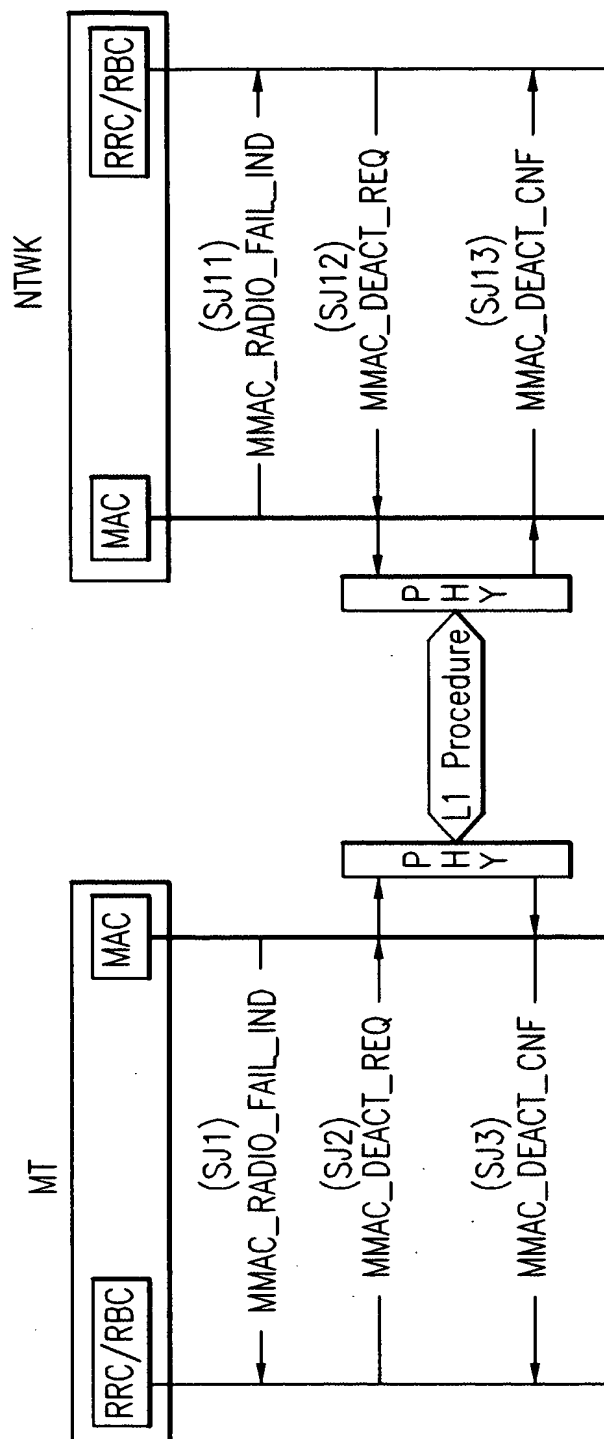 MT
NTWK
RRC/RBC
MAC
MAC
RRC/RBC
(SJ1)
MMAC_RADIO_FAIL_IND
(SJ11)
MMAC_RADIO_FAIL_IND
(SJ2)
MMAC_DEACT_REQ
PHY
L1 Procedure
PHY
(SJ12)
MMAC_DEACT_REQ
(SJ3)
MMAC_DEACT_CNF
(SJ13)
MMAC_DEACT_CNF